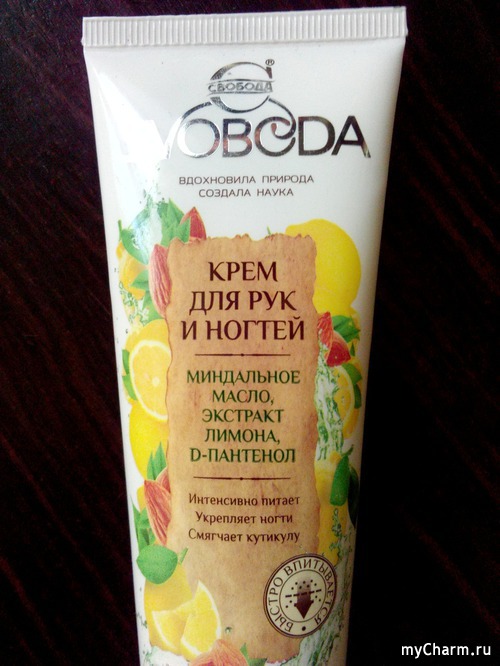 СВОБОДА®
SVOBODA
ВДОХНОВИЛА ПРИРОДА
СОЗДАЛА НАУКА
КРЕМ
ДЛЯ РУК
И НОГТЕЙ
МИНДАЛЬНОЕ
МАСЛО,
ЭКСТРАКТ
ЛИМОНА,
D-ПАНТЕНОЛ
Интенсивно питает
Укрепляет ногти
Смягчает кутикулу
БЫСТРО ВПИТЫВАЕТСЯ
myCharm.ru